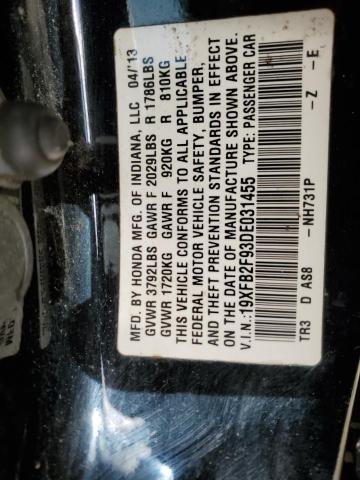 MFD. BY HONDA MFG. OF INDIANA, LLC 04/'13
GVWR 3792LBS GAWR F 2029LBS R 1786LBS
GVWR 1720KG GAWR F 920KG R 810KG
THIS VEHICLE CONFORMS TO ALL APPLICABLE
FEDERAL MOTOR VEHICLE SAFETY, BUMPER,
AND THEFT PREVENTION STANDARDS IN EFFECT
ON THE DATE OF MANUFACTURE SHOWN ABOVE.
V.I.N.:19XFB2F93DE031455 TYPE: PASSENGER CAR
TR3 D AS8 -NH731P -Z -E